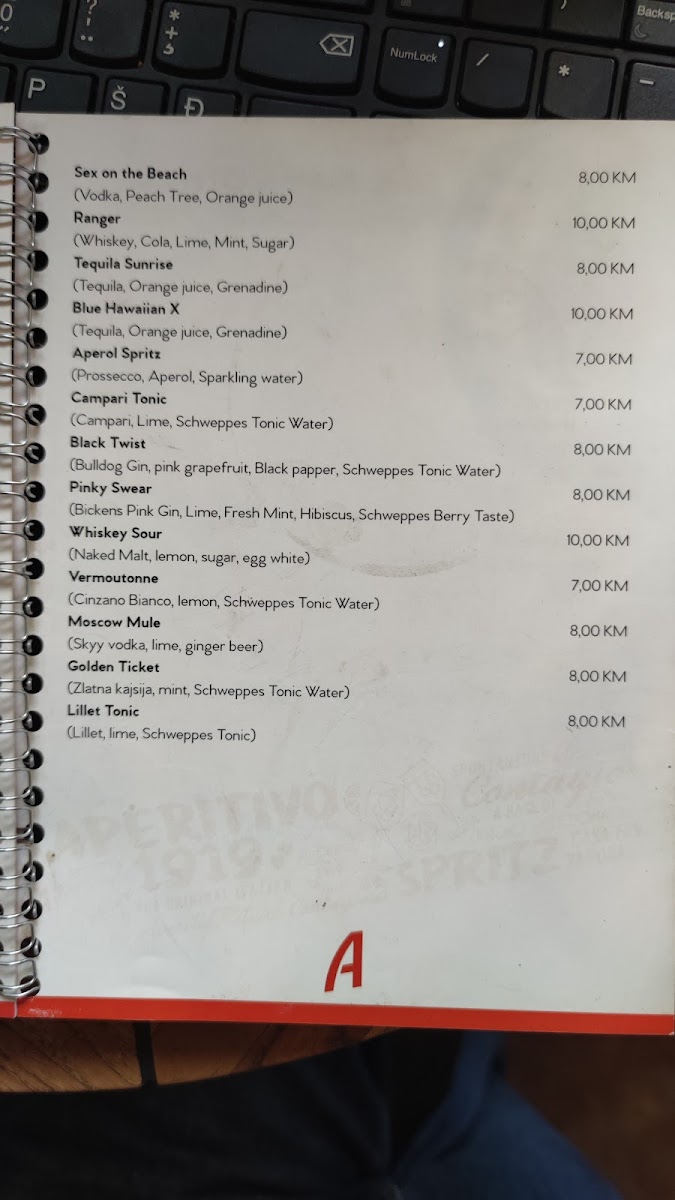 Backsp
NumLock
/
*
-
P
Š
Đ
Sex on the Beach 8,00 KM
(Vodka, Peach Tree, Orange juice)
Ranger 10,00 KM
(Whiskey, Cola, Lime, Mint, Sugar)
Tequila Sunrise 8,00 KM
(Tequila, Orange juice, Grenadine)
Blue Hawaiian X 10,00 KM
(Tequila, Orange juice, Grenadine)
Aperol Spritz 7,00 KM
(Prossecco, Aperol, Sparkling water)
Campari Tonic 7,00 KM
(Campari, Lime, Schweppes Tonic Water)
Black Twist 8,00 KM
(Bulldog Gin, pink grapefruit, Black papper, Schweppes Tonic Water)
Pinky Swear 8,00 KM
(Bickens Pink Gin, Lime, Fresh Mint, Hibiscus, Schweppes Berry Taste)
Whiskey Sour 10,00 KM
(Naked Malt, lemon, sugar, egg white)
Vermoutonne 7,00 KM
(Cinzano Bianco, lemon, Schweppes Tonic Water)
Moscow Mule 8,00 KM
(Skyy vodka, lime, ginger beer)
Golden Ticket 8,00 KM
(Zlatna kajsija, mint, Schweppes Tonic Water)
Lillet Tonic 8,00 KM
(Lillet, lime, Schweppes Tonic)
APERITIVO
1919
SPRITZ
A